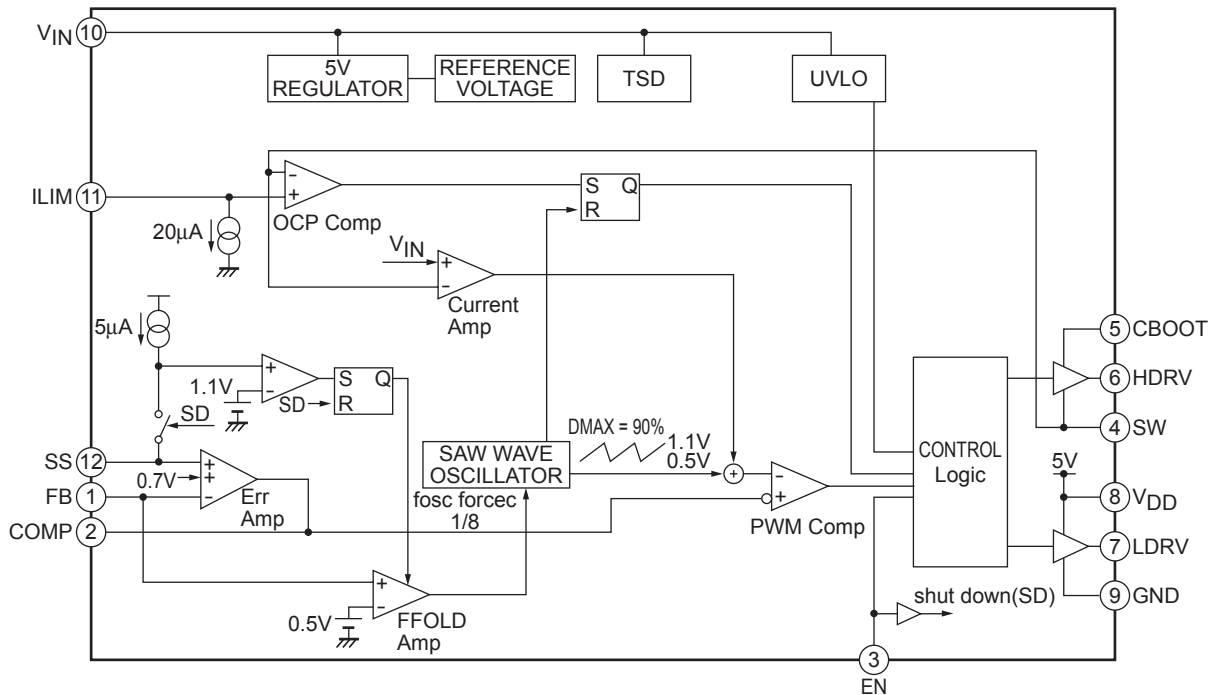 VIN 10
5V
REGULATOR
REFERENCE
VOLTAGE
TSD
UVLO
ILIM 11
-
+
OCP Comp
S Q
R
20μA
VIN
+
-
Current
Amp
5μA
+
-
1.1V
S Q
R
SD
SD
DMAX = 90%
1.1V
0.5V
SAW WAVE
OSCILLATOR
fosc forcec
1/8
+
-
+
PWM Comp
CONTROL
Logic
5 CBOOT
6 HDRV
4 SW
5V
8 VDD
7 LDRV
9 GND
SS 12
0.7V
FB 1
+
+
-
Err
Amp
COMP 2
+
-
0.5V
FFOLD
Amp
shut down(SD)
3
EN